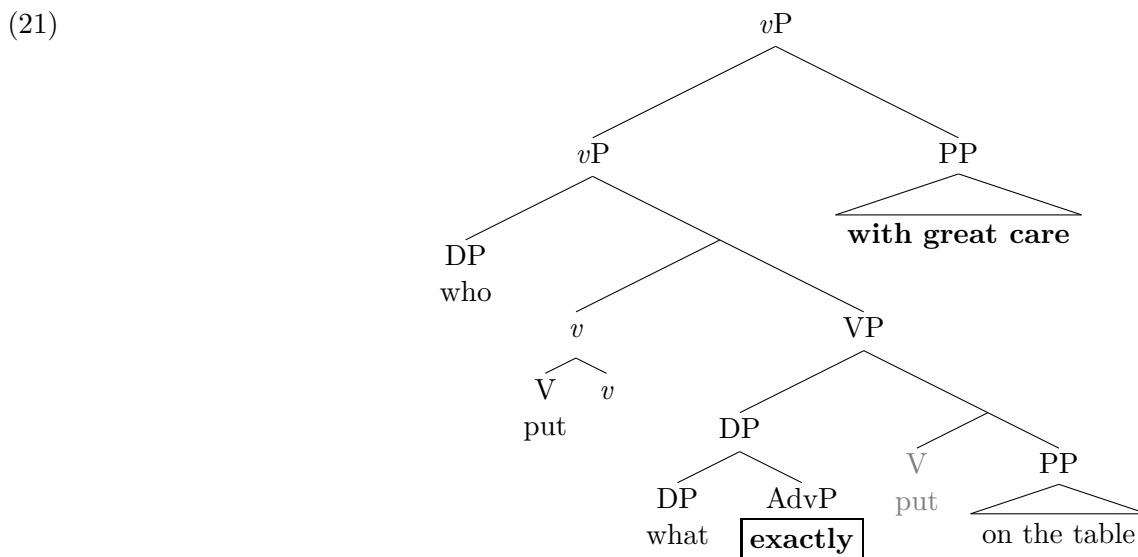 (21)
vP
vP PP
with great care
DP
who
v VP
V v
put
DP
V PP
put on the table
DP AdvP
what exactly